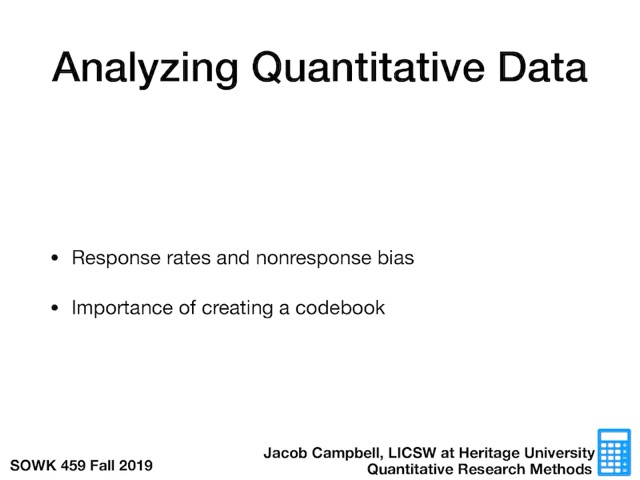 Analyzing Quantitative Data
• Response rates and nonresponse bias
• Importance of creating a codebook
SOWK 459 Fall 2019
Jacob Campbell, LICSW at Heritage University
Quantitative Research Methods